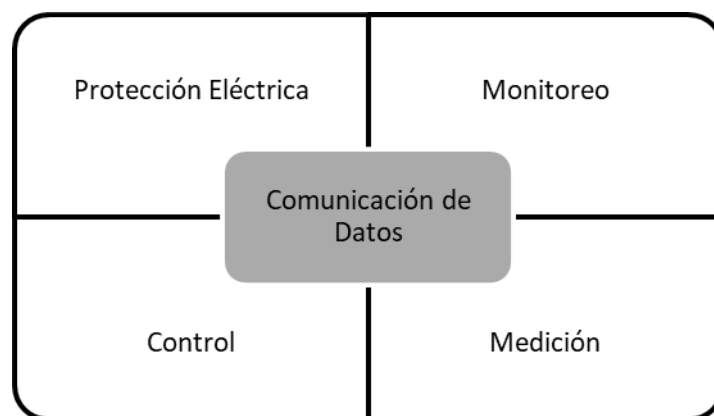 Protección Eléctrica
Monitoreo
Comunicación de
Datos
Control
Medición